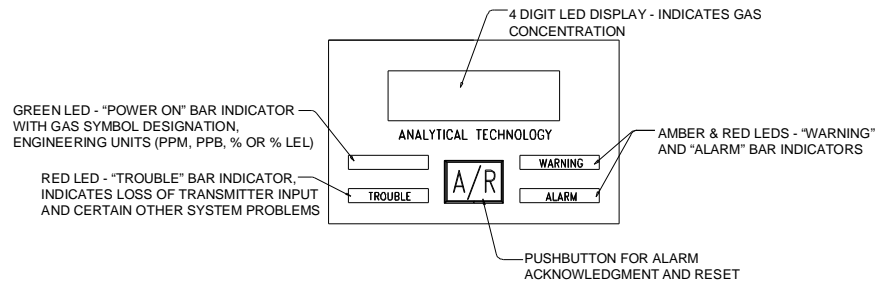 4 DIGIT LED DISPLAY - INDICATES GAS
CONCENTRATION
GREEN LED - “POWER ON” BAR INDICATOR
WITH GAS SYMBOL DESIGNATION,
ENGINEERING UNITS (PPM, PPB, % OR % LEL)
RED LED - “TROUBLE” BAR INDICATOR,
INDICATES LOSS OF TRANSMITTER INPUT
AND CERTAIN OTHER SYSTEM PROBLEMS
ANALYTICAL TECHNOLOGY
WARNING
TROUBLE
A/R
ALARM
AMBER & RED LEDS - “WARNING”
AND “ALARM” BAR INDICATORS
PUSHBUTTON FOR ALARM
ACKNOWLEDGMENT AND RESET